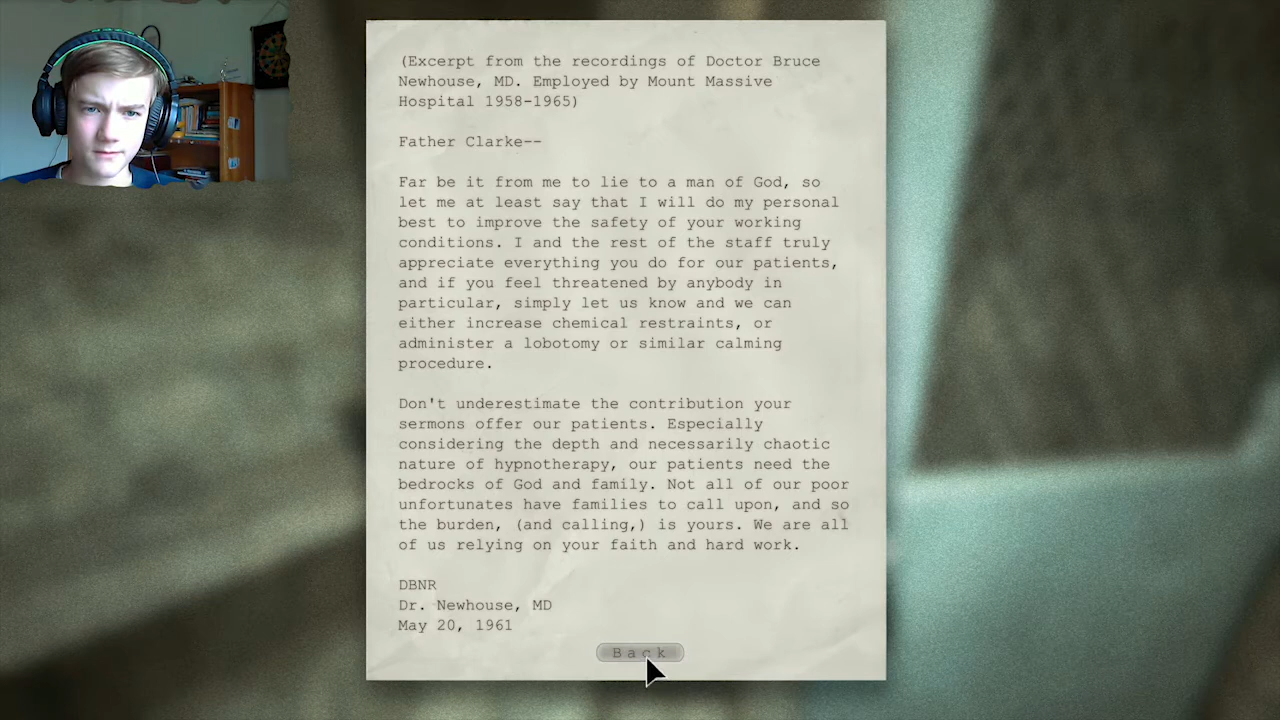 (Excerpt from the recordings of Doctor Bruce
Newhouse, MD. Employed by Mount Massive
Hospital 1958-1965)
Father Clarke--
Far be it from me to lie to a man of God, so
let me at least say that I will do my personal
best to improve the safety of your working
conditions. I and the rest of the staff truly
appreciate everything you do for our patients,
and if you feel threatened by anybody in
particular, simply let us know and we can
either increase chemical restraints, or
administer a lobotomy or similar calming
procedure.
Don't underestimate the contribution your
sermons offer our patients. Especially
considering the depth and necessarily chaotic
nature of hypnotherapy, our patients need the
bedrocks of God and family. Not all of our poor
unfortunates have families to call upon, and so
the burden, (and calling,) is yours. We are all
of us relying on your faith and hard work.
DBNR
Dr. Newhouse, MD
May 20, 1961
Back